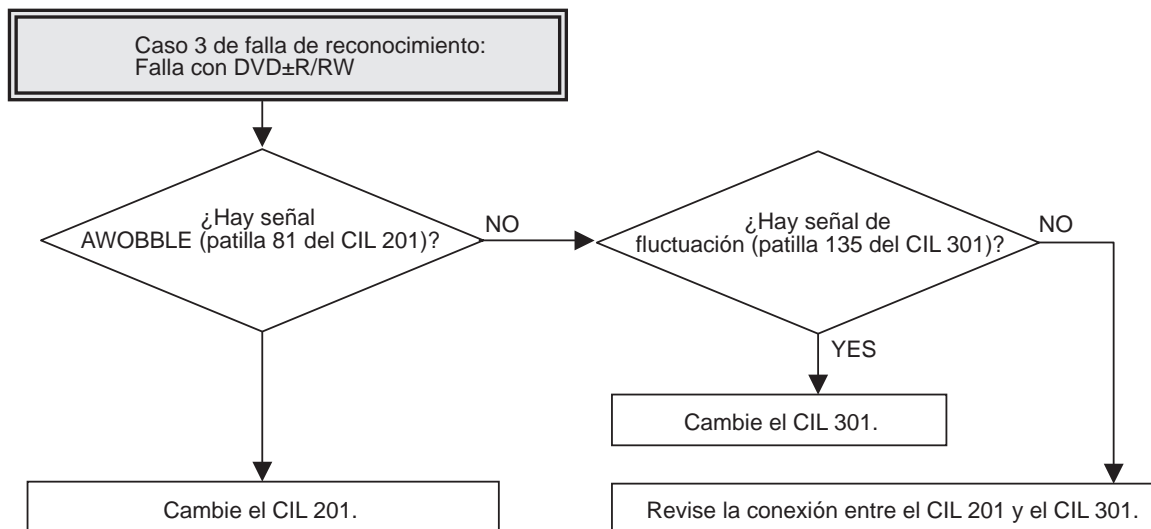 Caso 3 de falla de reconocimiento:
Falla con DVD±R/RW
¿Hay señal
AWOBBLE (patilla 81 del CIL 201)?
NO
¿Hay señal de
fluctuación (patilla 135 del CIL 301)?
NO
YES
Cambie el CIL 301.
Cambie el CIL 201.
Revise la conexión entre el CIL 201 y el CIL 301.